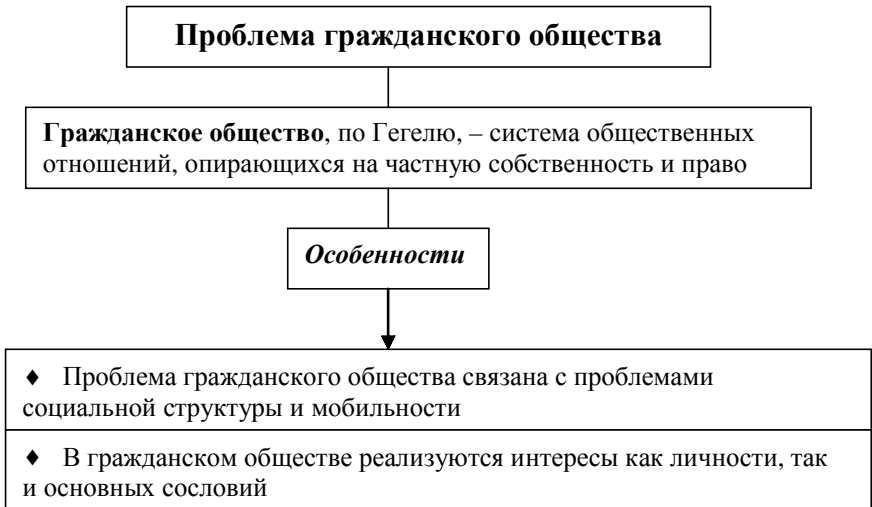 Проблема гражданского общества
Гражданское общество, по Гегелю, – система общественных
отношений, опирающихся на частную собственность и право
Особенности
♦ Проблема гражданского общества связана с проблемами
социальной структуры и мобильности
♦ В гражданском обществе реализуются интересы как личности, так
и основных сословий